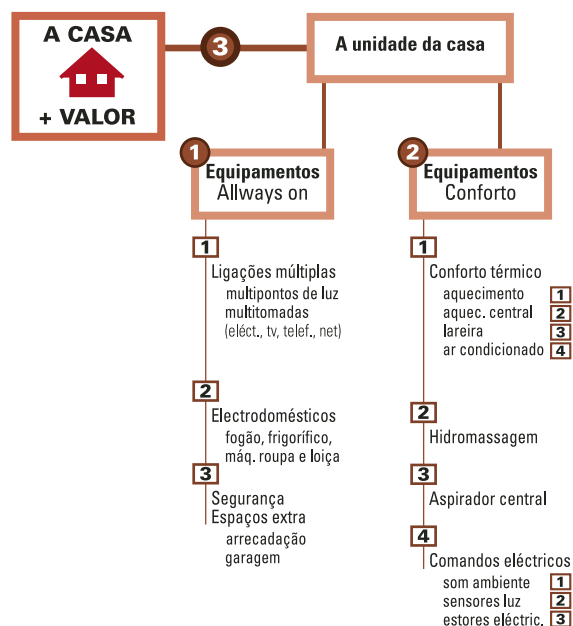 A CASA
+ VALOR
3
A unidade da casa
1
Equipamentos
Allways on
1
Ligações múltiplas
multipontos de luz
multitomadas
(eléct., tv, telef., net)
2
Electrodomésticos
fogão, frigorífico,
máq. roupa e loiça
3
Segurança
Espaços extra
arrecadação
garagem
2
Equipamentos
Conforto
1
Conforto térmico
aquecimento 1
aquec. central 2
lareira 3
ar condicionado 4
2
Hidromassagem
3
Aspirador central
4
Comandos eléctricos
som ambiente 1
sensores luz 2
estores eléctric. 3